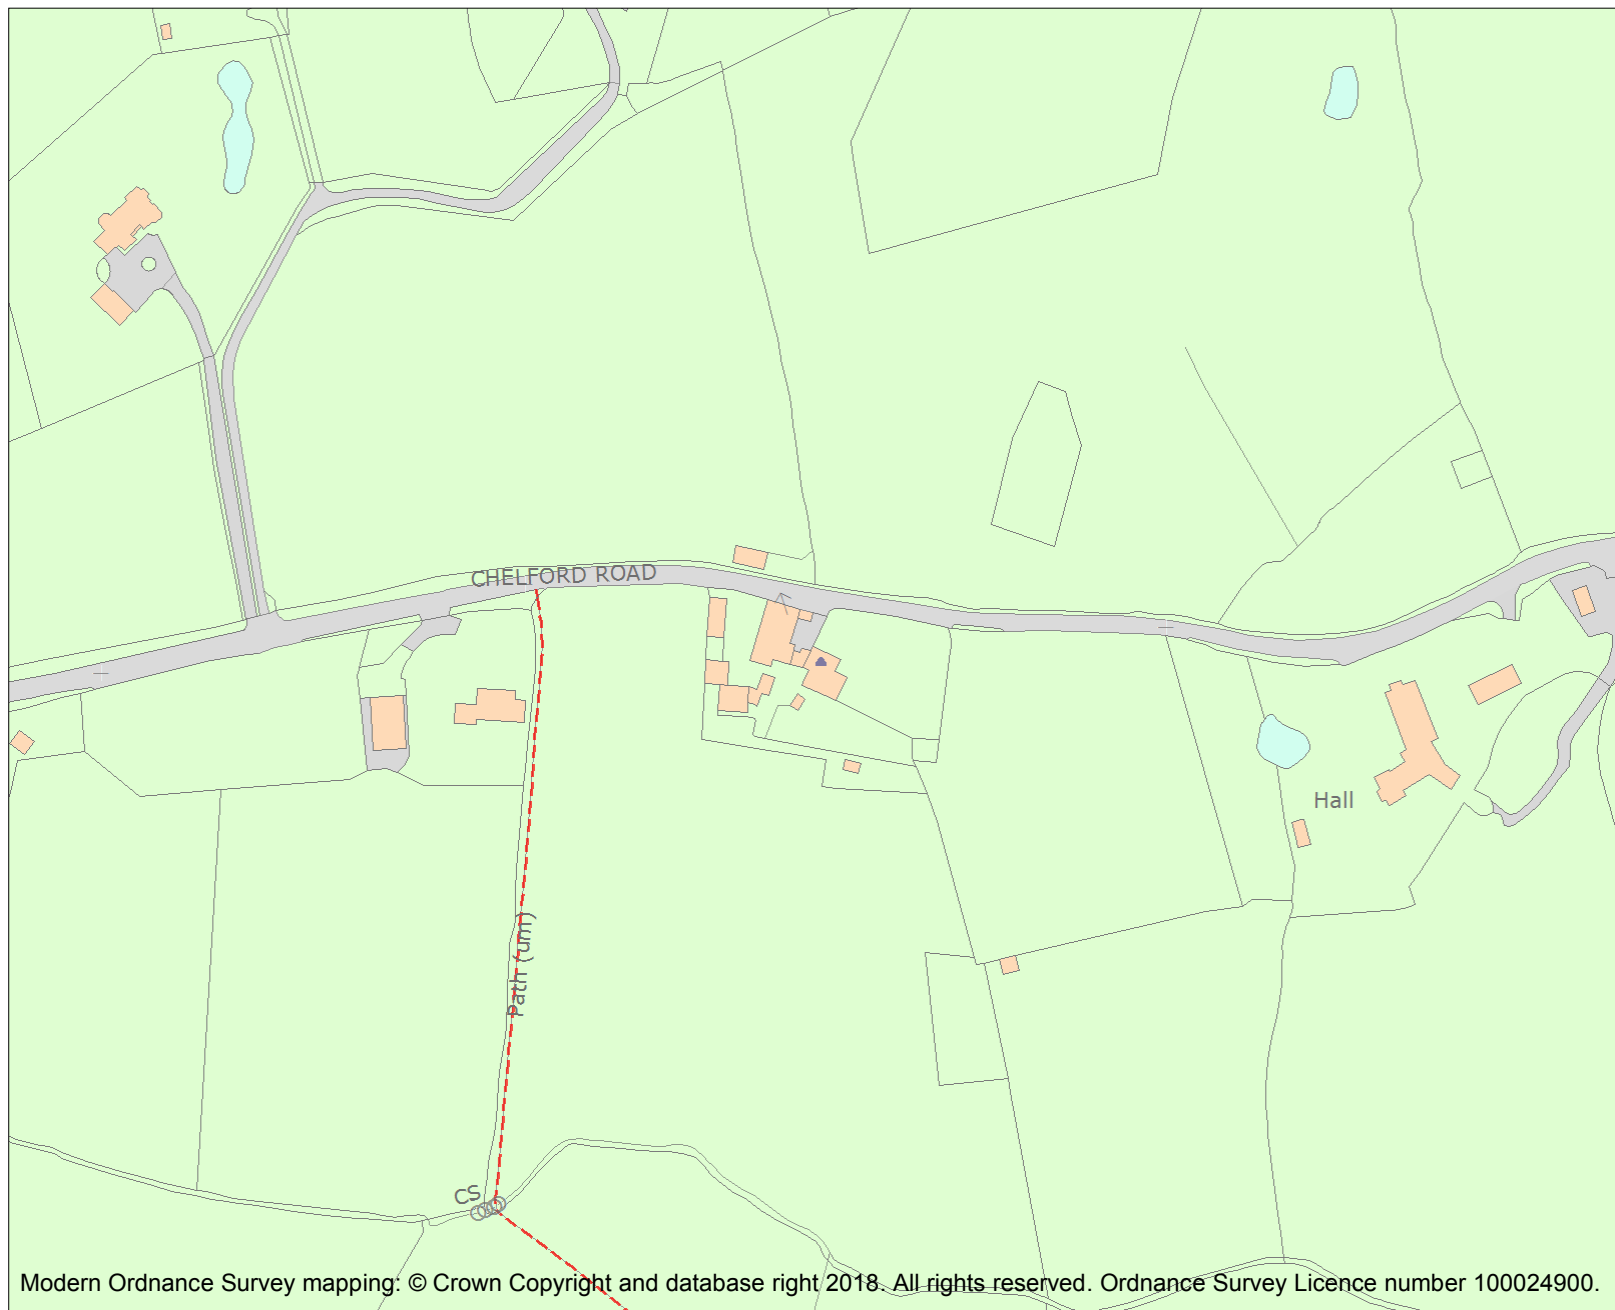 CHELFORD ROAD
Hall
Path (um)
CS
Modern Ordnance Survey mapping: © Crown Copyright and database right 2018. All rights reserved. Ordnance Survey Licence number 100024900.